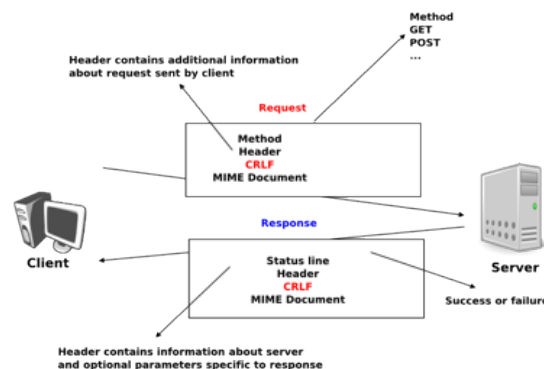 Method
GET
POST
...
Header contains additional information
about request sent by client
Request
Method
Header
CRLF
MIME Document
Response
Client
Server
Status line
Header
CRLF
MIME Document
Success or failure
Header contains information about server
and optional parameters specific to response